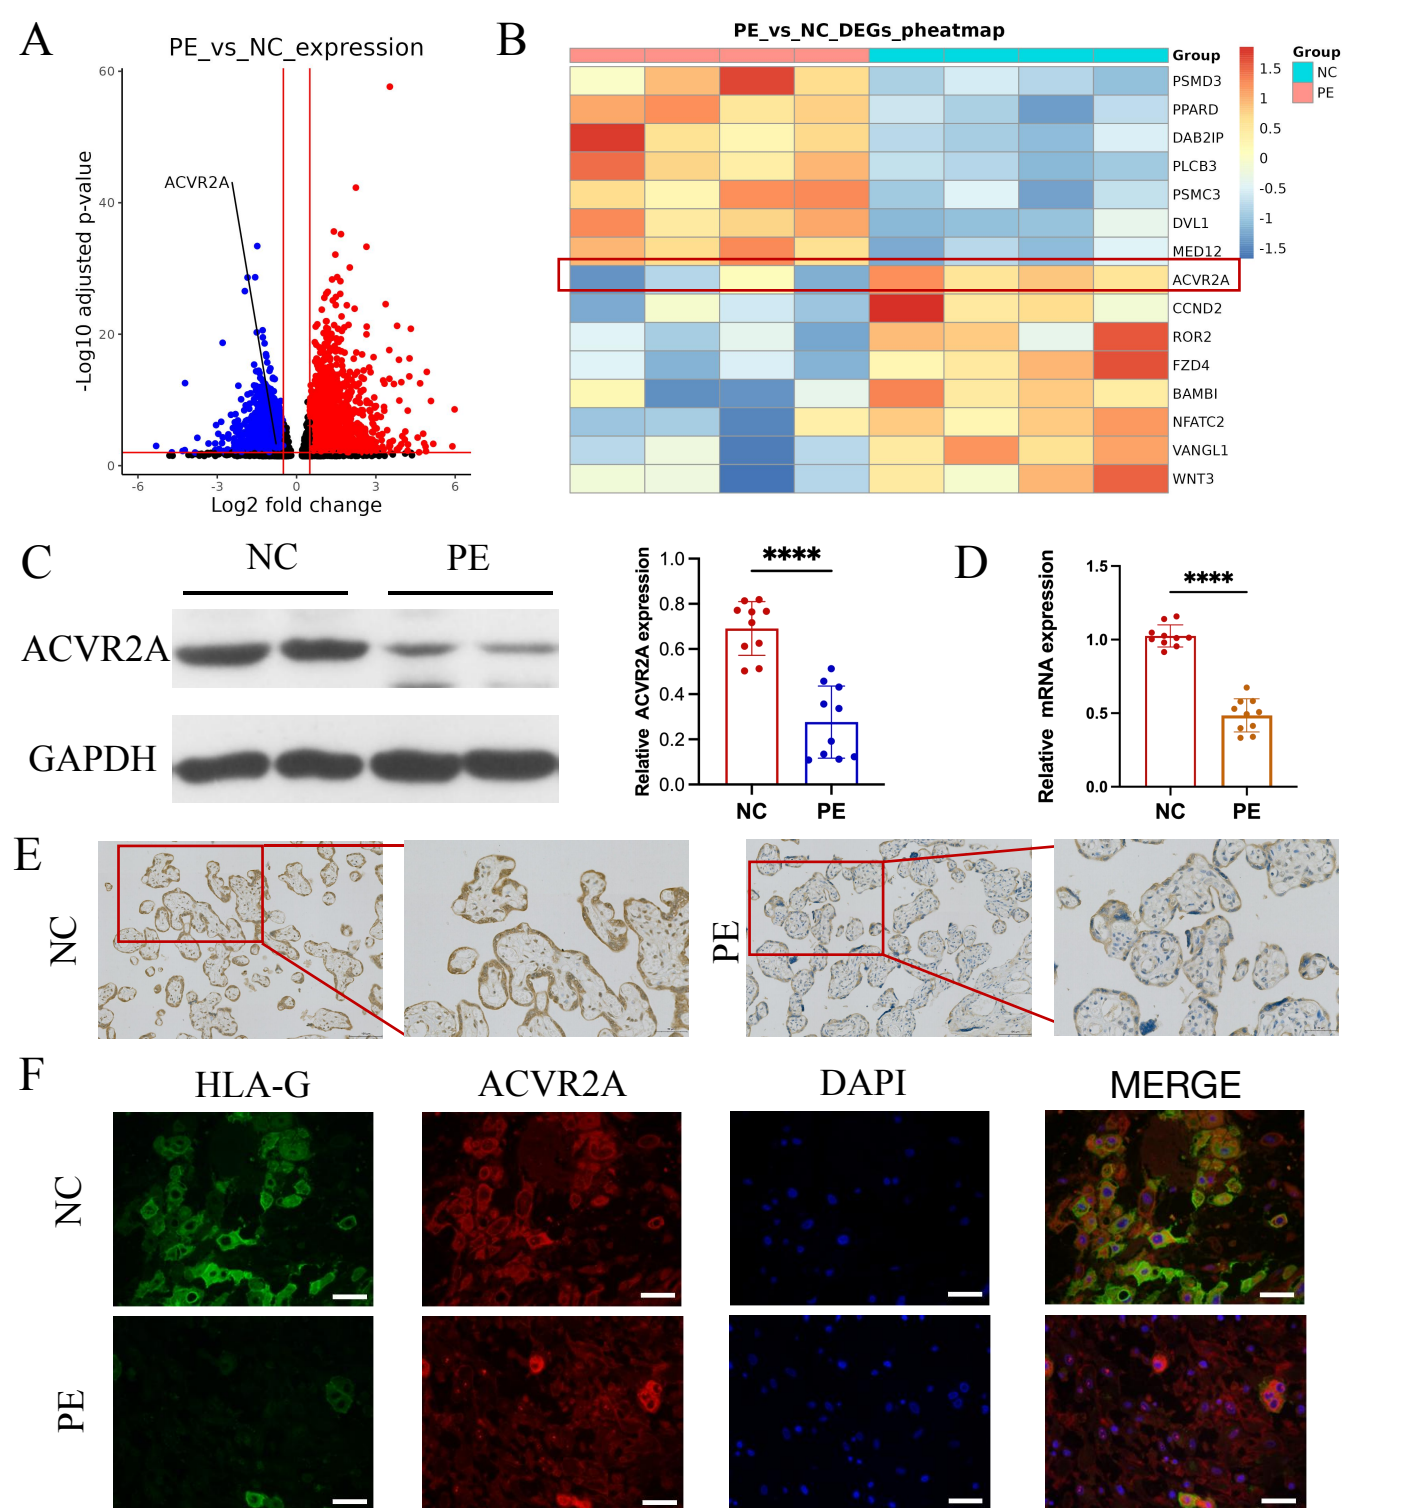 A
PE_vs_NC_expression
-Log10 adjusted p-value
60
40
20
0
ACVR2A
-6 -3 0 3 6
Log2 fold change
B
PE_vs_NC_DEGs_pheatmap
Group
PSMD3
PPARD
DAB2IP
PLCB3
PSMC3
DVL1
MED12
ACVR2A
CCND2
ROR2
FZD4
BAMBI
NFATC2
VANGL1
WNT3
1.5
1
0.5
0
-0.5
-1
-1.5
Group
NC
PE
C
NC PE
ACVR2A
GAPDH
Relative ACVR2A expression
1.0
0.8
0.6
0.4
0.2
0.0
****
NC PE
D
Relative mRNA expression
1.5
1.0
0.5
0.0
****
NC PE
E
NC
PE
F
HLA-G ACVR2A DAPI MERGE
NC
PE